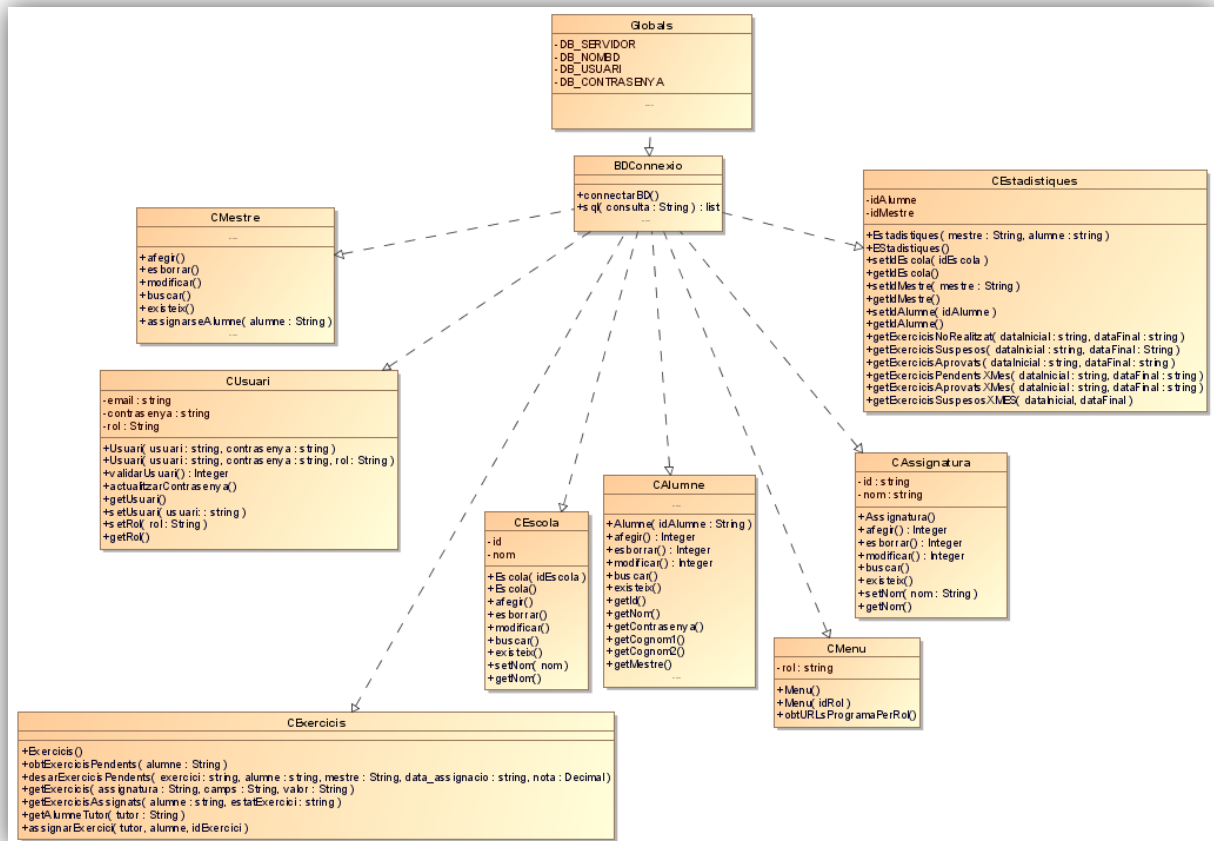 Globals
-DB_SERVIDOR
-DB_NOMBD
-DB_USUARI
-DB_CONTRASENYA
....
BDConnexio
+connectarBD()
+sql( consulta : String ) : list
....
CMestre
....
+afegir()
+esborrar()
+modificar()
+buscar()
+existeix()
+assignarseAlumne( alumne : String )
....
CEstadistiques
-idAlumne
-idMestre
+Estadistiques( mestre : String, alumne : string )
+EStadistiques()
+setIdEscola( idEscola )
+getIdEscola()
+setIdMestre( mestre : String )
+getIdMestre()
+setIdAlumne( idAlumne )
+getIdAlumne()
+getExercicisNoRealitzat( dataInicial : string, dataFinal : string )
+getExercicisSuspesos( dataInicial : string, dataFinal : String )
+getExercicisAprovats( dataInicial : string, dataFinal : String )
+getExercicisPendentsXMes( dataInicial : string, dataFinal : string )
+getExercicisAprovatsXMes( dataInicial : string, dataFinal : string )
+getExercicisSuspesosXMES( dataInicial, dataFinal )
CUsuari
-email : string
-contrasenya : string
-rol : String
+Usuari( usuari : string, contrasenya : string )
+Usuari( usuari : string, contrasenya : string, rol : String )
+validarUsuari() : Integer
+actualitzarContrasenya()
+getUsuari()
+setUsuari( usuari: : string )
+setRol( rol : String )
+getRol()
CEscola
-id
-nom
+Escola( idEscola )
+Escola()
+afegir()
+esborrar()
+modificar()
+buscar()
+existeix()
+setNom( nom )
+getNom()
CAlumne
....
+Alumne( idAlumne : String )
+afegir() : Integer
+esborrar() : Integer
+modificar() : Integer
+buscar()
+existeix()
+getId()
+getNom()
+getContrasenya()
+getCognom1()
+getCognom2()
+getMestre()
....
CAssignatura
-id : string
-nom : string
+Assignatura()
+afegir() : Integer
+esborrar() : Integer
+modificar() : Integer
+buscar()
+existeix()
+setNom( nom : String )
+getNom()
CMenu
-rol : string
+Menu()
+Menu( idRol )
+obtURLsProgramaPerRol()
CExercicis
+Exercicis()
+obtExercicisPendents( alumne : String )
+desarExercicisPendents( exercici : string, alumne : string, mestre : String, data_assignacio : string, nota : Decimal )
+getExercicis( assignatura : String, camps : String, valor : String )
+getExercicisAssignats( alumne : string, estatExercici : string )
+getAlumneTutor( tutor : String )
+assignarExercici( tutor, alumne, idExercici )